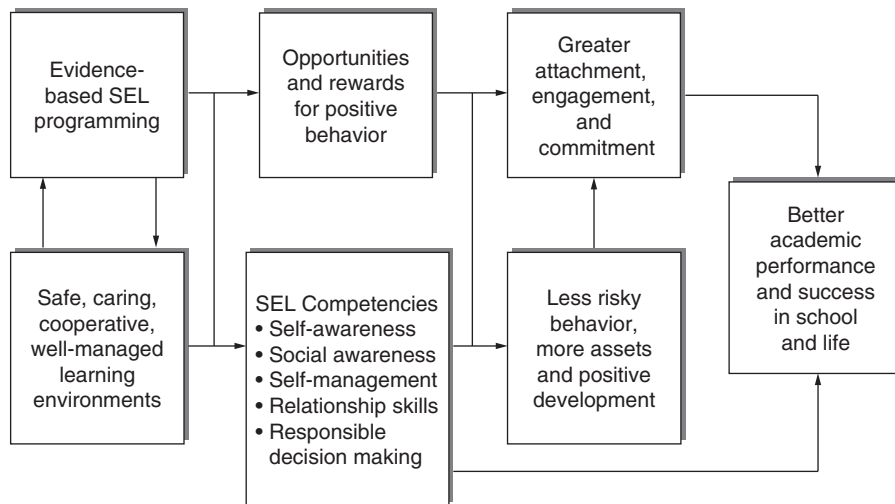 Evidence-
based SEL
programming
Opportunities
and rewards
for positive
behavior
Greater
attachment,
engagement,
and
commitment
Safe, caring,
cooperative,
well-managed
learning
environments
SEL Competencies
• Self-awareness
• Social awareness
• Self-management
• Relationship skills
• Responsible
decision making
Less risky
behavior,
more assets
and positive
development
Better
academic
performance
and success
in school
and life